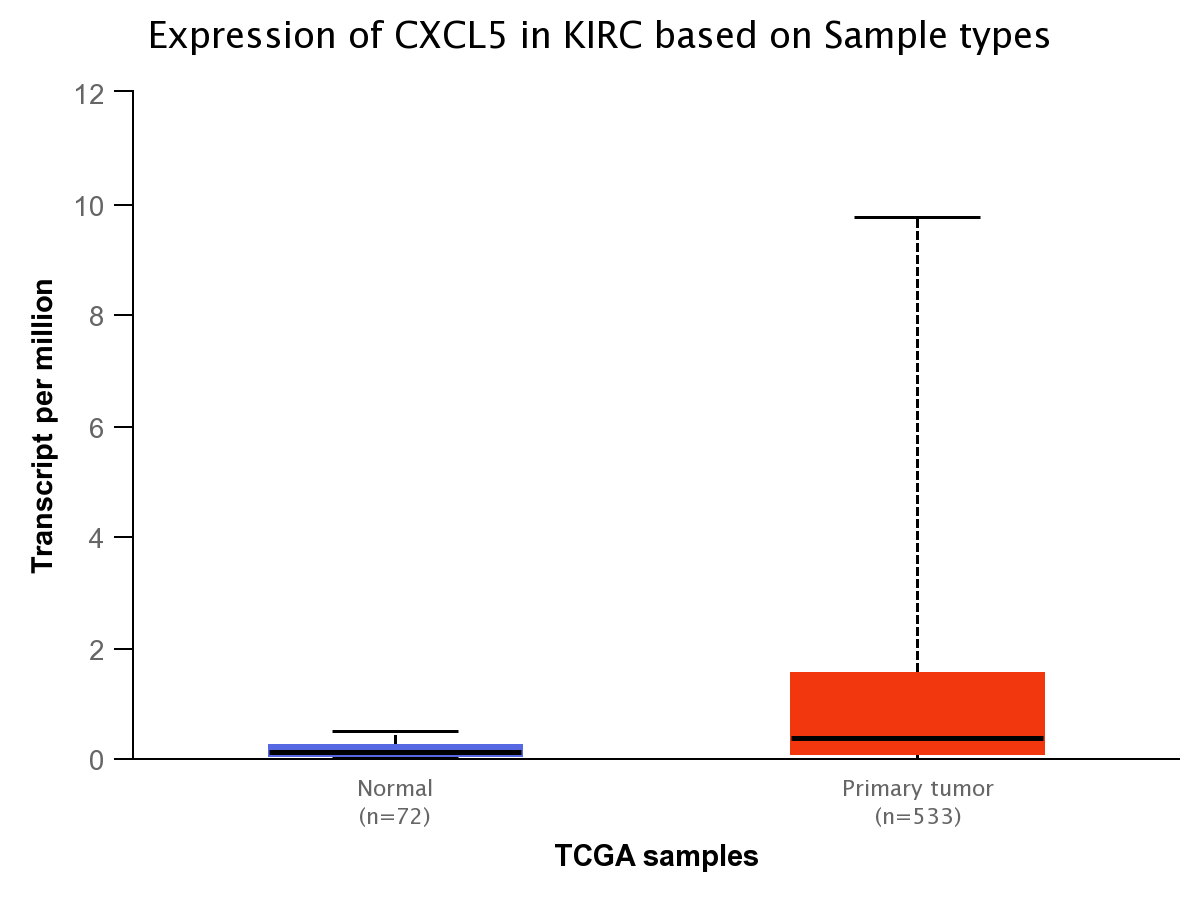 Expression of CXCL5 in KIRC based on Sample types
12
10
8
6
4
2
0
Transcript per million
Normal
(n=72)
Primary tumor
(n=533)
TCGA samples